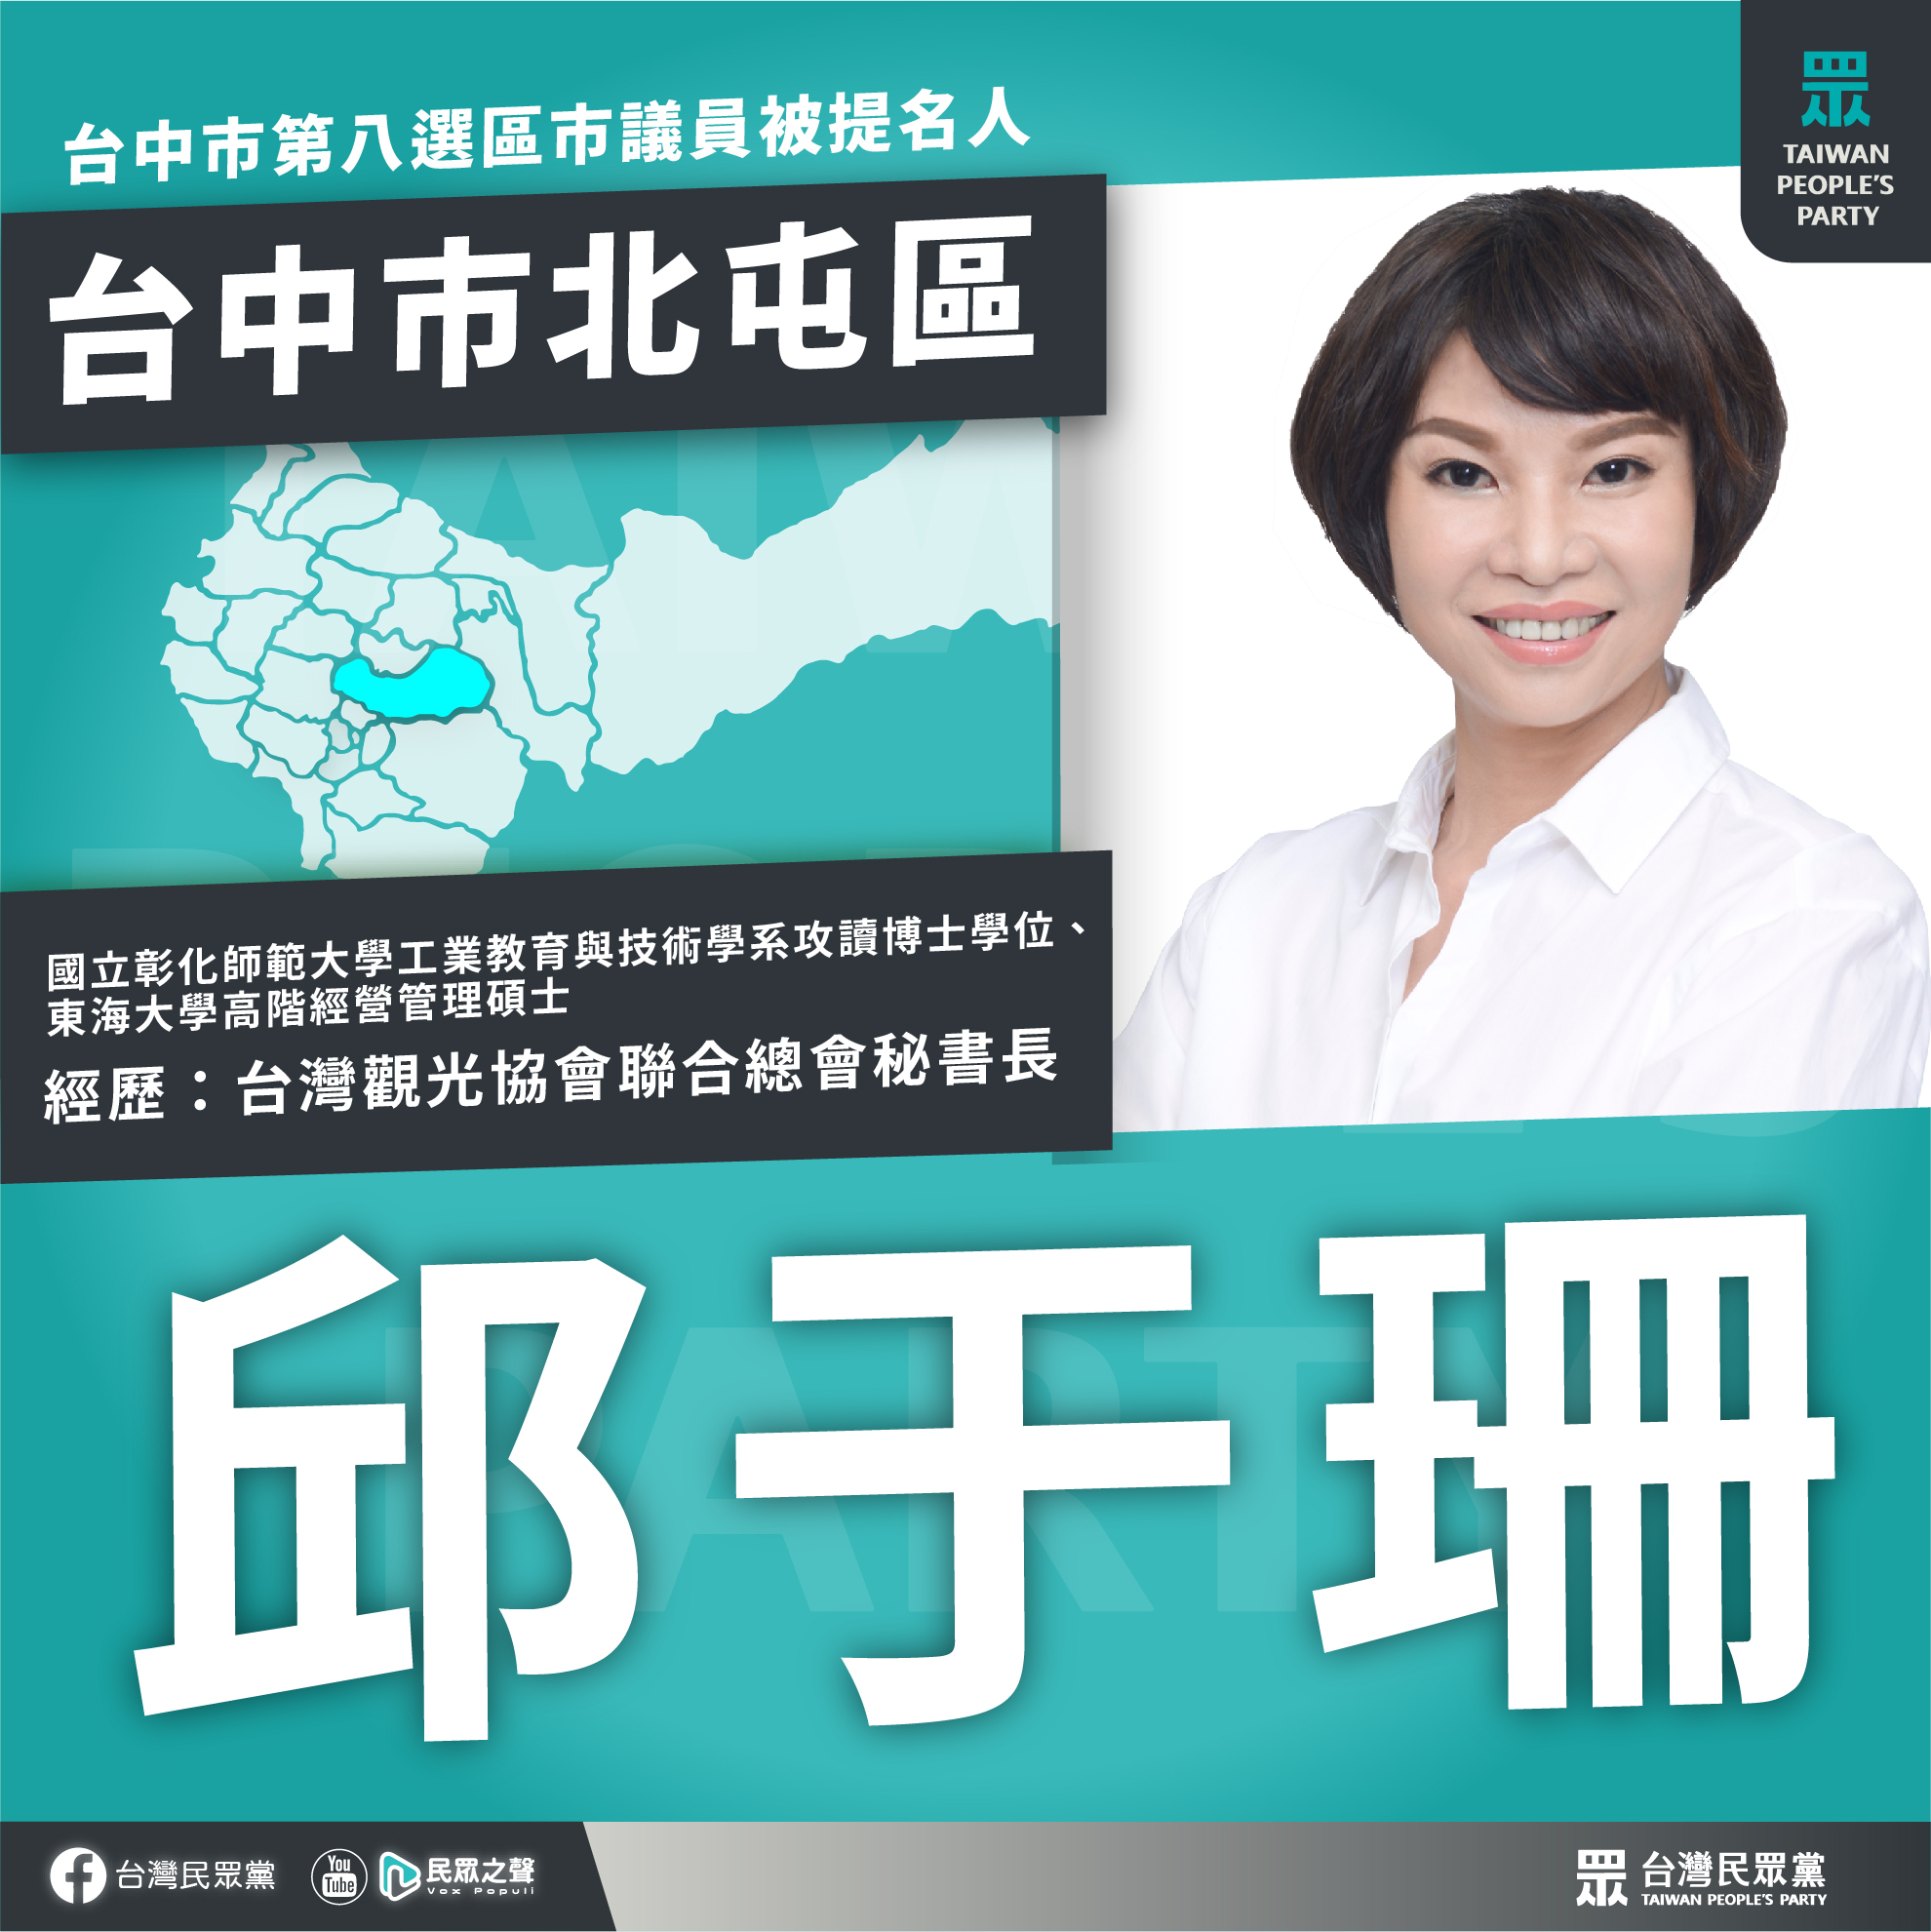 台中市第八選區市議員被提名人
眾
TAIWAN
PEOPLE'S
PARTY
台中市北屯區
TAIW
國立彰化師範大學工業教育與技術學系攻讀博士學位、
東海大學高階經營管理碩士
經歷：台灣觀光協會聯合總會秘書長
PARTY
邱于珊
f 台灣民眾黨
You
Tube
民眾之聲
Vox Populi
眾 台灣民眾黨
TAIWAN PEOPLE'S PARTY